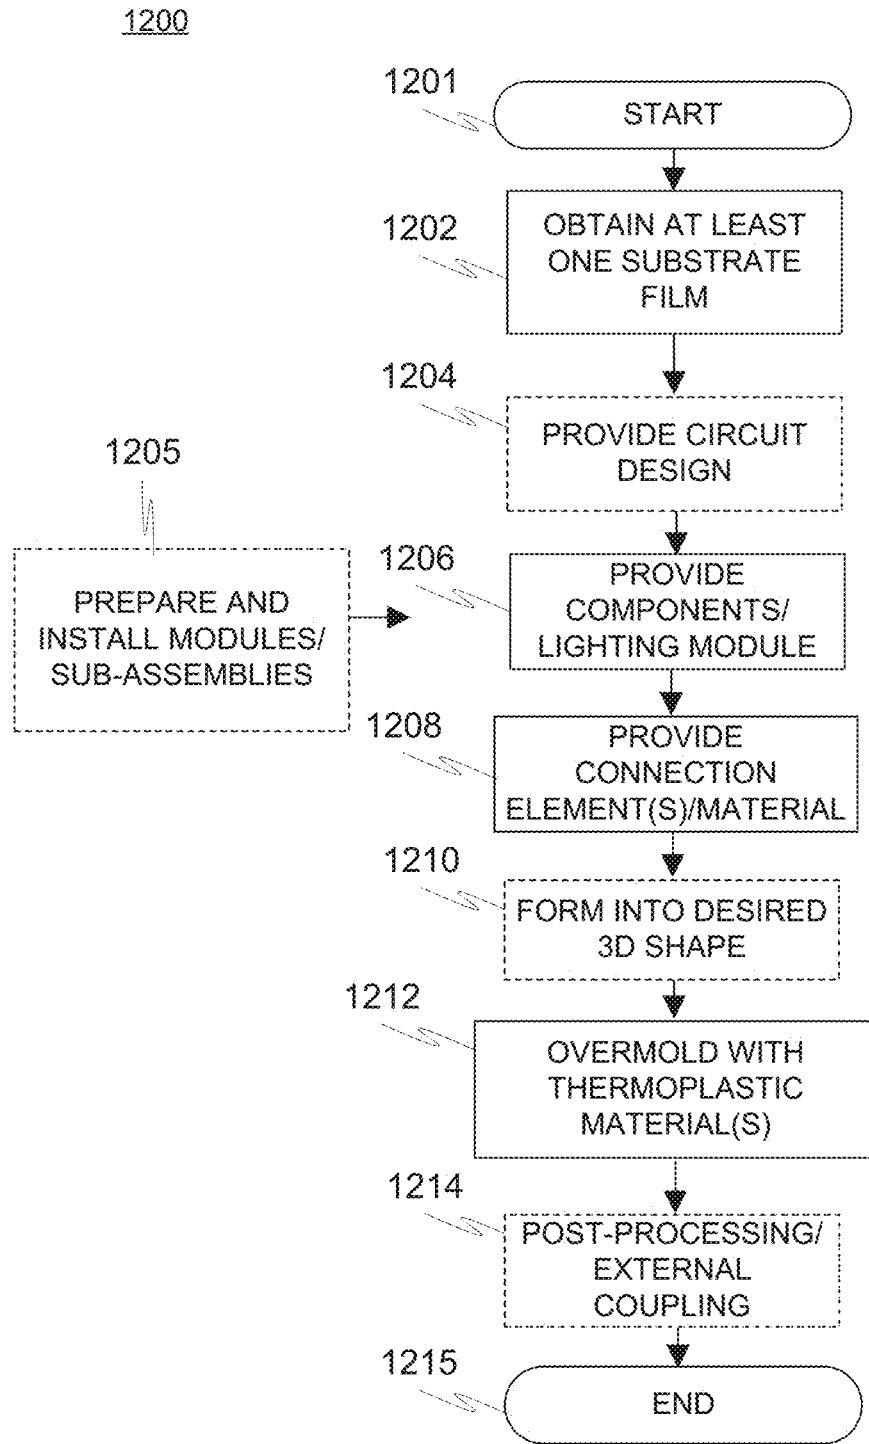 1200
1201
START
1202
OBTAIN AT LEAST
ONE SUBSTRATE
FILM
1204
PROVIDE CIRCUIT
DESIGN
1205
PREPARE AND
INSTALL MODULES/
SUB-ASSEMBLIES
1206
PROVIDE
COMPONENTS/
LIGHTING MODULE
1208
PROVIDE
CONNECTION
ELEMENT(S)/MATERIAL
1210
FORM INTO DESIRED
3D SHAPE
1212
OVERMOLD WITH
THERMOPLASTIC
MATERIAL(S)
1214
POST-PROCESSING/
EXTERNAL
COUPLING
1215
END